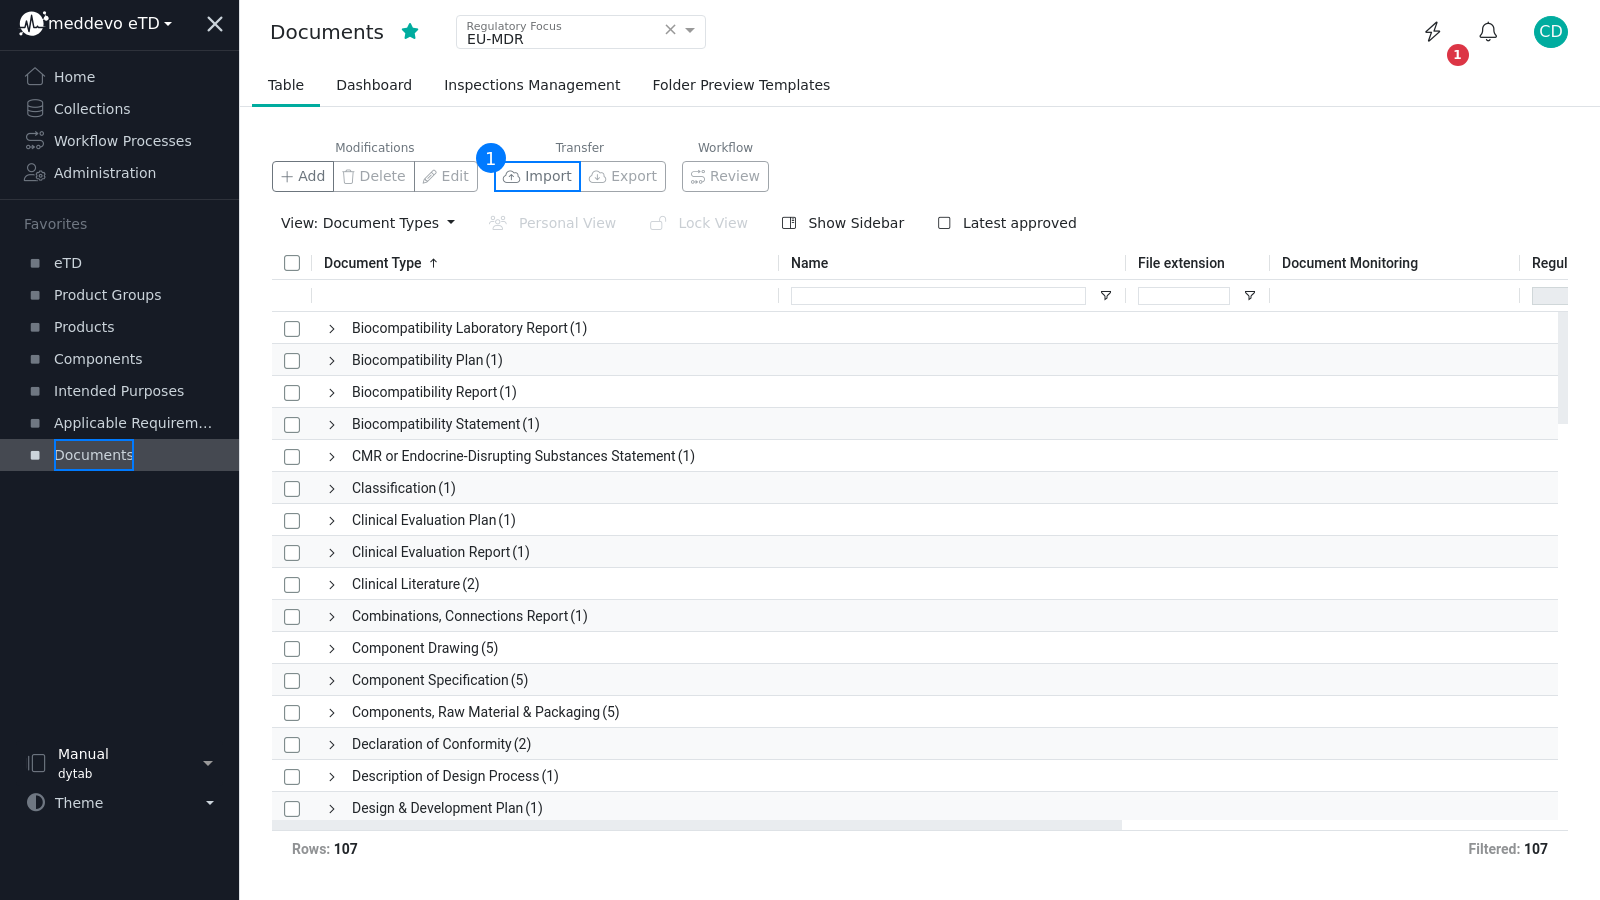 meddevo eTD
Home
Collections
Workflow Processes
Administration
Favorites
eTD
Product Groups
Products
Components
Intended Purposes
Applicable Requirem...
Documents
Manual
dytab
Theme
Documents
Regulatory Focus
EU-MDR
1
CD
Table Dashboard Inspections Management Folder Preview Templates
Modifications Transfer Workflow
1
Add Delete Edit Import Export Review
View: Document Types Personal View Lock View Show Sidebar Latest approved
Document Type Name File extension Document Monitoring Regul
Biocompatibility Laboratory Report (1)
Biocompatibility Plan (1)
Biocompatibility Report (1)
Biocompatibility Statement (1)
CMR or Endocrine-Disrupting Substances Statement (1)
Classification (1)
Clinical Evaluation Plan (1)
Clinical Evaluation Report (1)
Clinical Literature (2)
Combinations, Connections Report (1)
Component Drawing (5)
Component Specification (5)
Components, Raw Material & Packaging (5)
Declaration of Conformity (2)
Description of Design Process (1)
Design & Development Plan (1)
Rows: 107 Filtered: 107